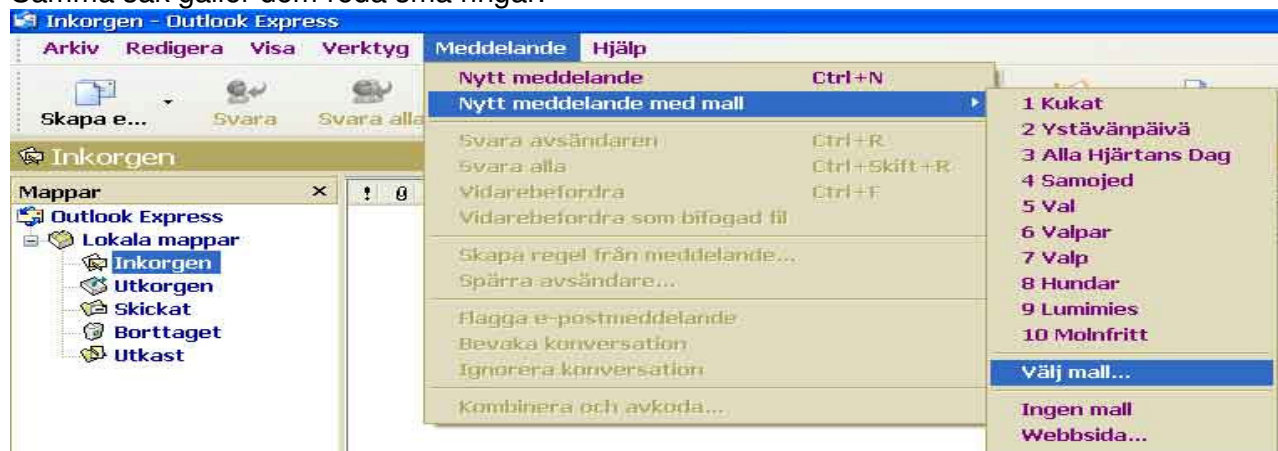 Samma sak gäller dem röda små ringar.
Inkorgen - Outlook Express
Arkiv Redigera Visa Verktyg Meddelande Hjälp
Skapa e... Svara Svara alla
Inkorgen
Mappar × ! 0
Outlook Express
Lokala mappar
Inkorgen
Utkorgen
Skickat
Borttaget
Utkast
Nytt meddelande Ctrl+N
Nytt meddelande med mall
Svara avsändaren Ctrl+R
Svara alla Ctrl+Skift+R
Vidarebefordra Ctrl+F
Vidarebefordra som bifogad fil
Skapa regel från meddelande...
Spärra avsändare...
Flagga e-postmeddelande
Bevaka konversation
Ignorera konversation
Kombinera och avkoda...
1 Kukat
2 Ystävänpäivä
3 Alla Hjärtans Dag
4 Samojed
5 Val
6 Valpar
7 Valp
8 Hundar
9 Lumimies
10 Molnfritt
Välj mall...
Ingen mall
Webbsida...